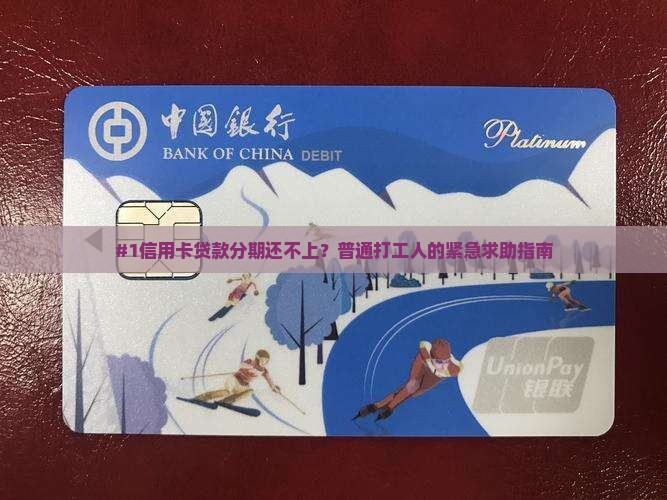 中国銀行
BANK OF CHINA DEBIT
Platinum
#1信用卡贷款分期还不上？普通打工人的紧急求助指南
UnionPay
银联